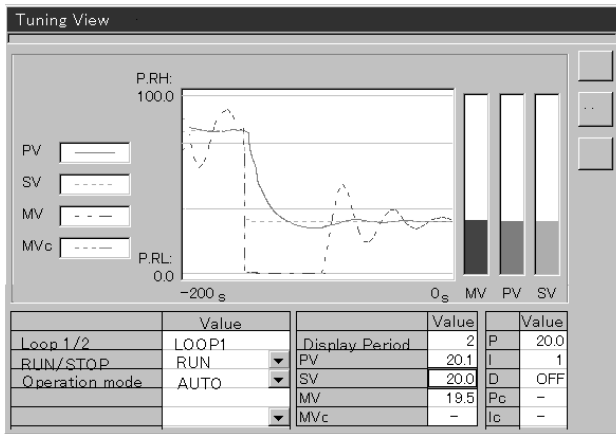 Tuning View
P.RH:
100.0
PV
SV
MV
MVc
P.RL:
0.0
-200 s
0s
MV PV SV
Value
Loop 1/2 LOOP1
RUN/STOP RUN
Operation mode AUTO
Value
Display Period 2
PV 20.1
SV 20.0
MV 19.5
MVc -
Value
P 20.0
I 1
D OFF
Pc -
Ic -